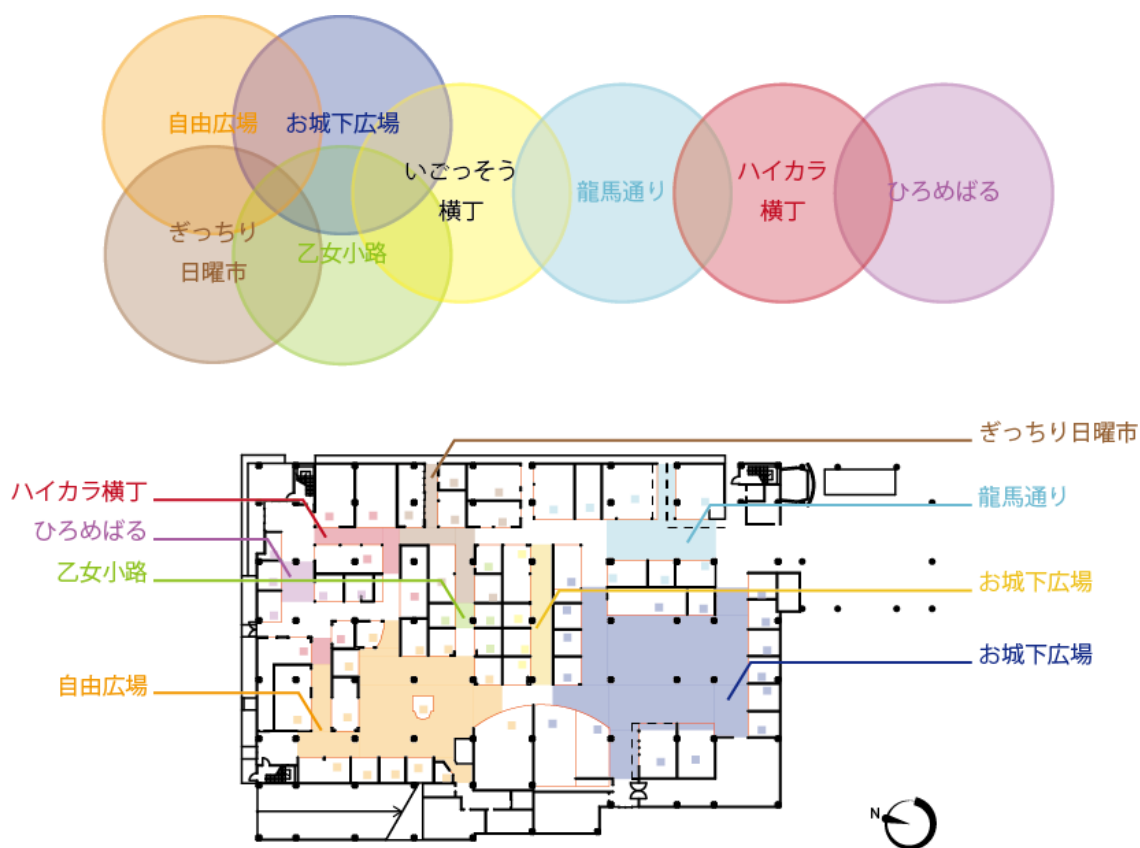 自由広場
お城下広場
いごっそう
横丁
龍馬通り
ハイカラ
横丁
ひろめばる
ぎっちり
日曜市
乙女小路
ぎっちり日曜市
ハイカラ横丁
龍馬通り
ひろめばる
乙女小路
お城下広場
お城下広場
自由広場
N